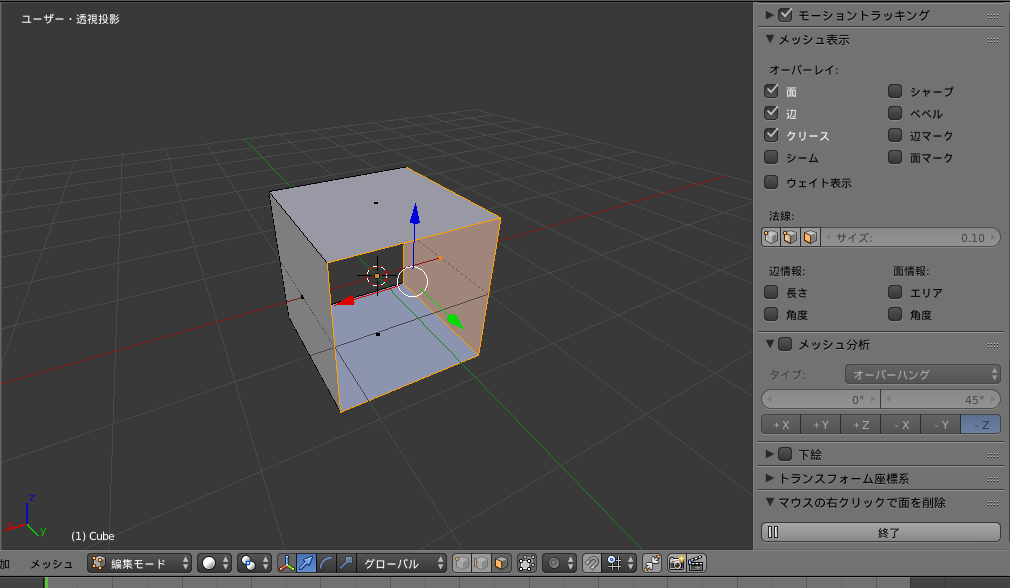 ユーザー・透視投影
モーショントラッキング
メッシュ表示
オーバーレイ:
面 シャープ
辺 ベベル
クリース 辺マーク
シーム 面マーク
ウェイト表示
法線:
サイズ: 0.10
辺情報: 面情報:
長さ エリア
角度 角度
メッシュ分析
タイプ: オーバーハング
0° 45°
+X +Y +Z -X -Y -Z
下絵
トランスフォーム座標系
マウスの右クリックで面を削除
終了
z
x y
(1) Cube
加 メッシュ 編集モード グローバル